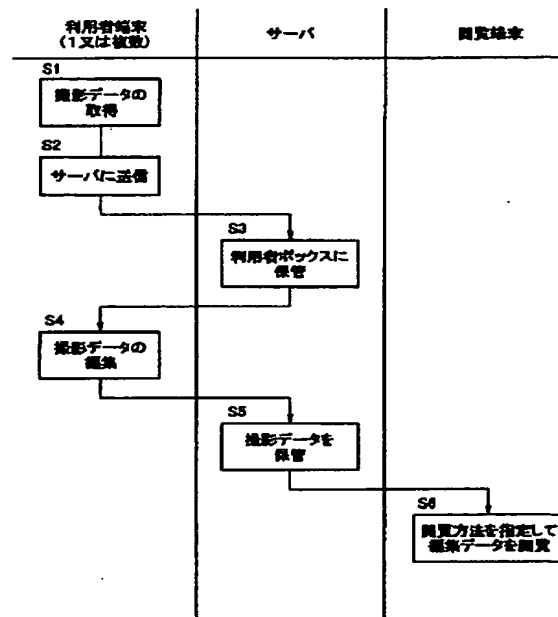 利用者端末
(1又は複数)
サーバ
閲覧端末
S1
撮影データの
取得
S2
サーバに送信
S3
利用者ボックスに
保管
S4
撮影データの
編集
S5
撮影データを
保管
S6
閲覧方法を指定して
編集データを閲覧